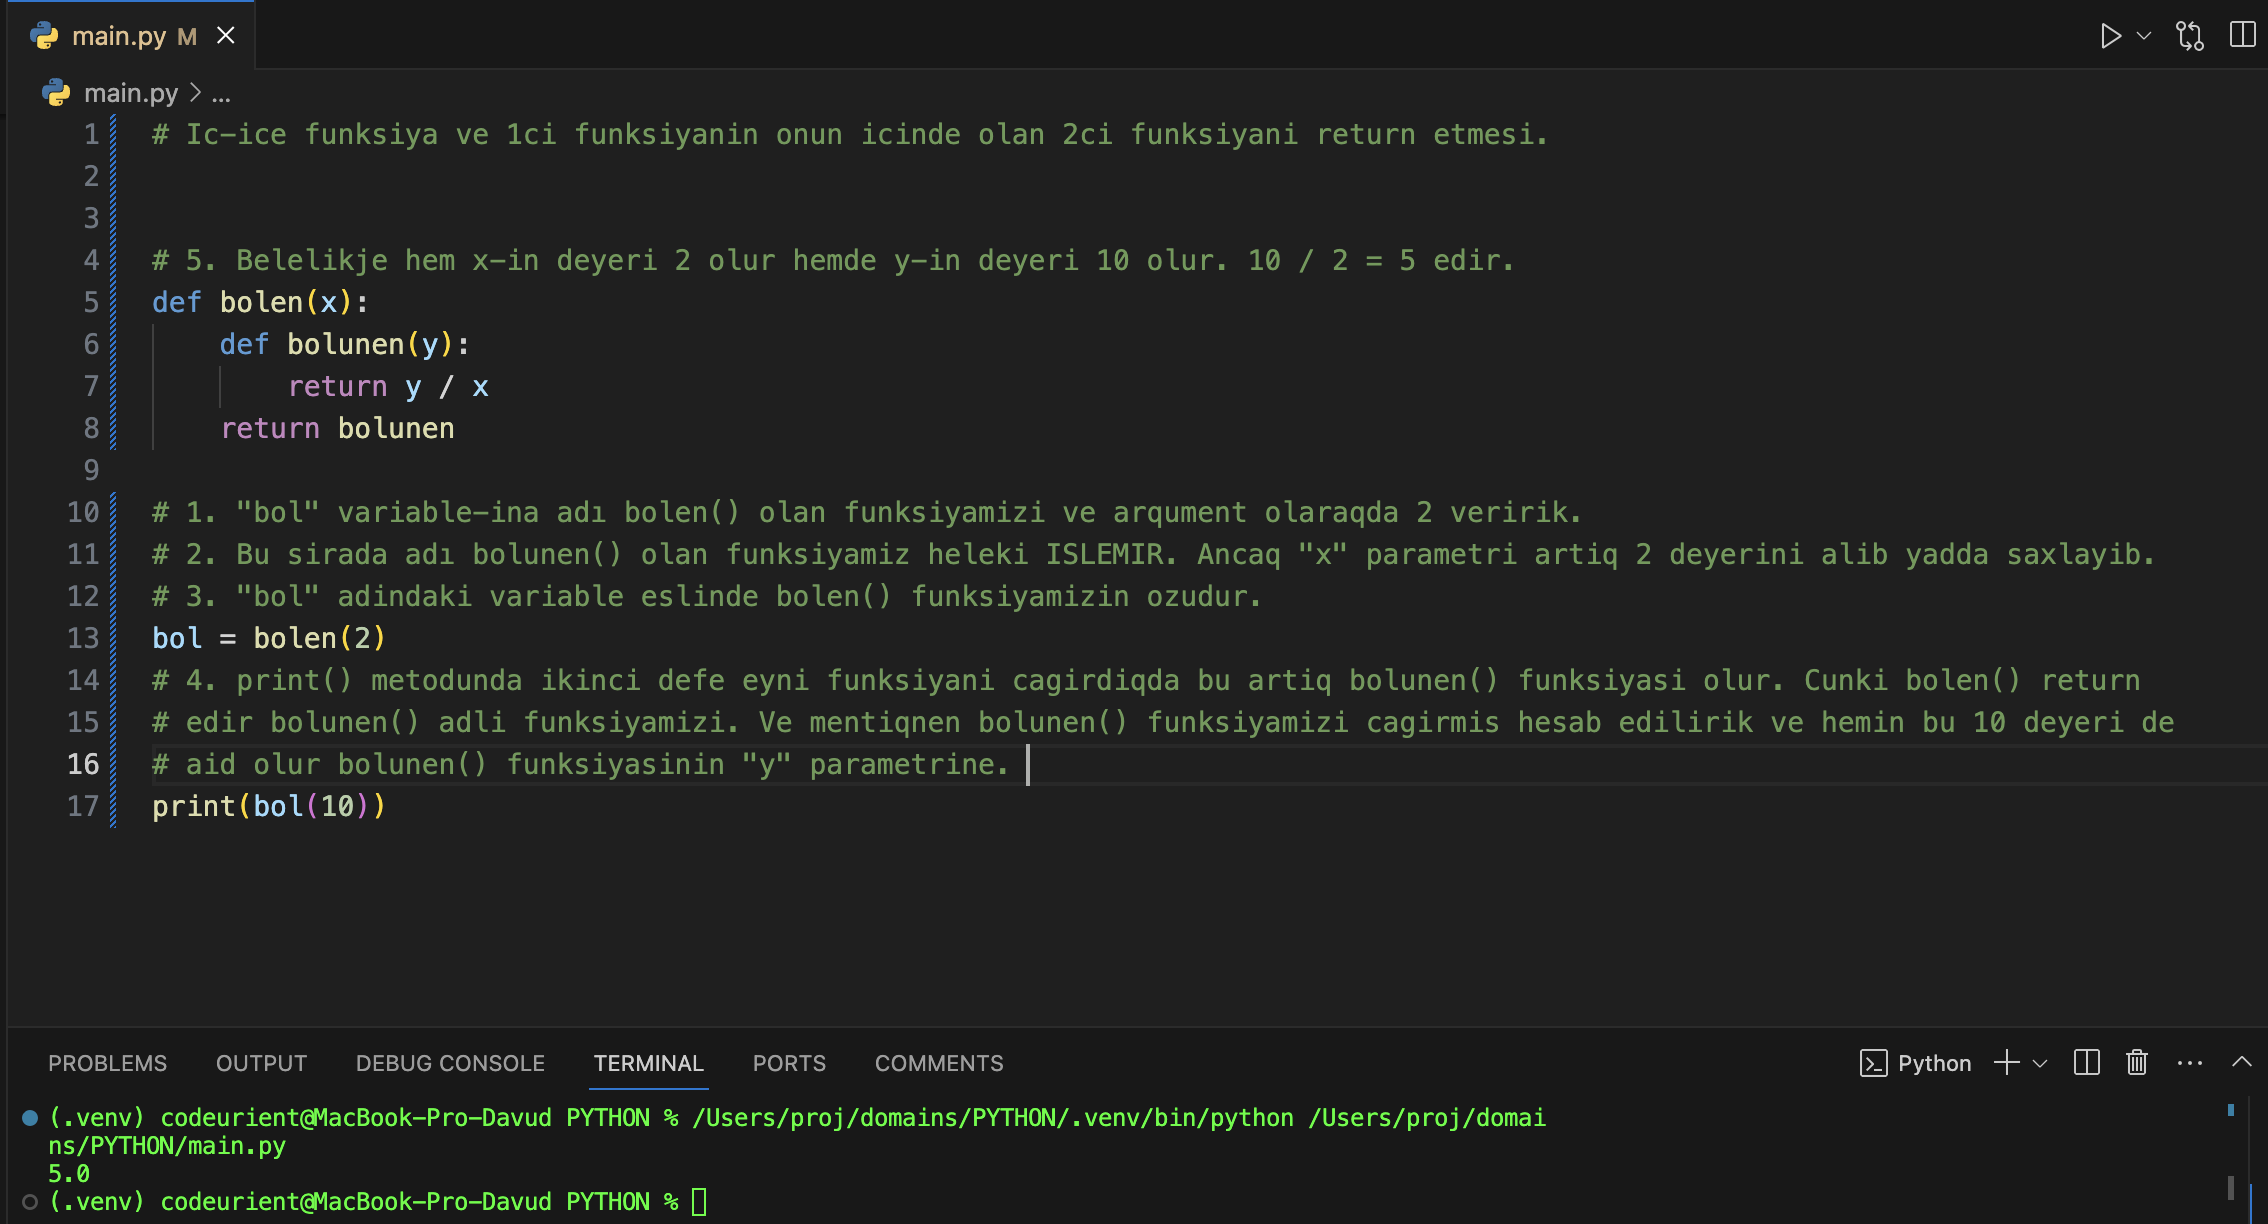 main.py M
main.py > ...
1 # Ic-ice funksiya ve 1ci funksiyanin onun icinde olan 2ci funksiyani return etmesi.
2
3
4 # 5. Belelikje hem x-in deyeri 2 olur hemde y-in deyeri 10 olur. 10 / 2 = 5 edir.
5 def bolen(x):
6     def bolunen(y):
7         return y / x
8     return bolunen
9
10 # 1. "bol" variable-ina adı bolen() olan funksiyamizi ve arqument olaraqda 2 veririk.
11 # 2. Bu sirada adı bolunen() olan funksiyamiz heleki ISLEMIR. Ancaq "x" parametri artiq 2 deyerini alib yadda saxlayib.
12 # 3. "bol" adindaki variable eslinde bolen() funksiyamizin ozudur.
13 bol = bolen(2)
14 # 4. print() metodunda ikinci defe eyni funksiyani cagirdiqda bu artiq bolunen() funksiyasi olur. Cunki bolen() return
15 # edir bolunen() adli funksiyamizi. Ve mentiqnen bolunen() funksiyamizi cagirmis hesab edilirik ve hemin bu 10 deyeri de
16 # aid olur bolunen() funksiyasinin "y" parametrine.
17 print(bol(10))
PROBLEMS OUTPUT DEBUG CONSOLE TERMINAL PORTS COMMENTS Python
(.venv) codeurient@MacBook-Pro-Davud PYTHON % /Users/proj/domains/PYTHON/.venv/bin/python /Users/proj/domai
ns/PYTHON/main.py
5.0
(.venv) codeurient@MacBook-Pro-Davud PYTHON %